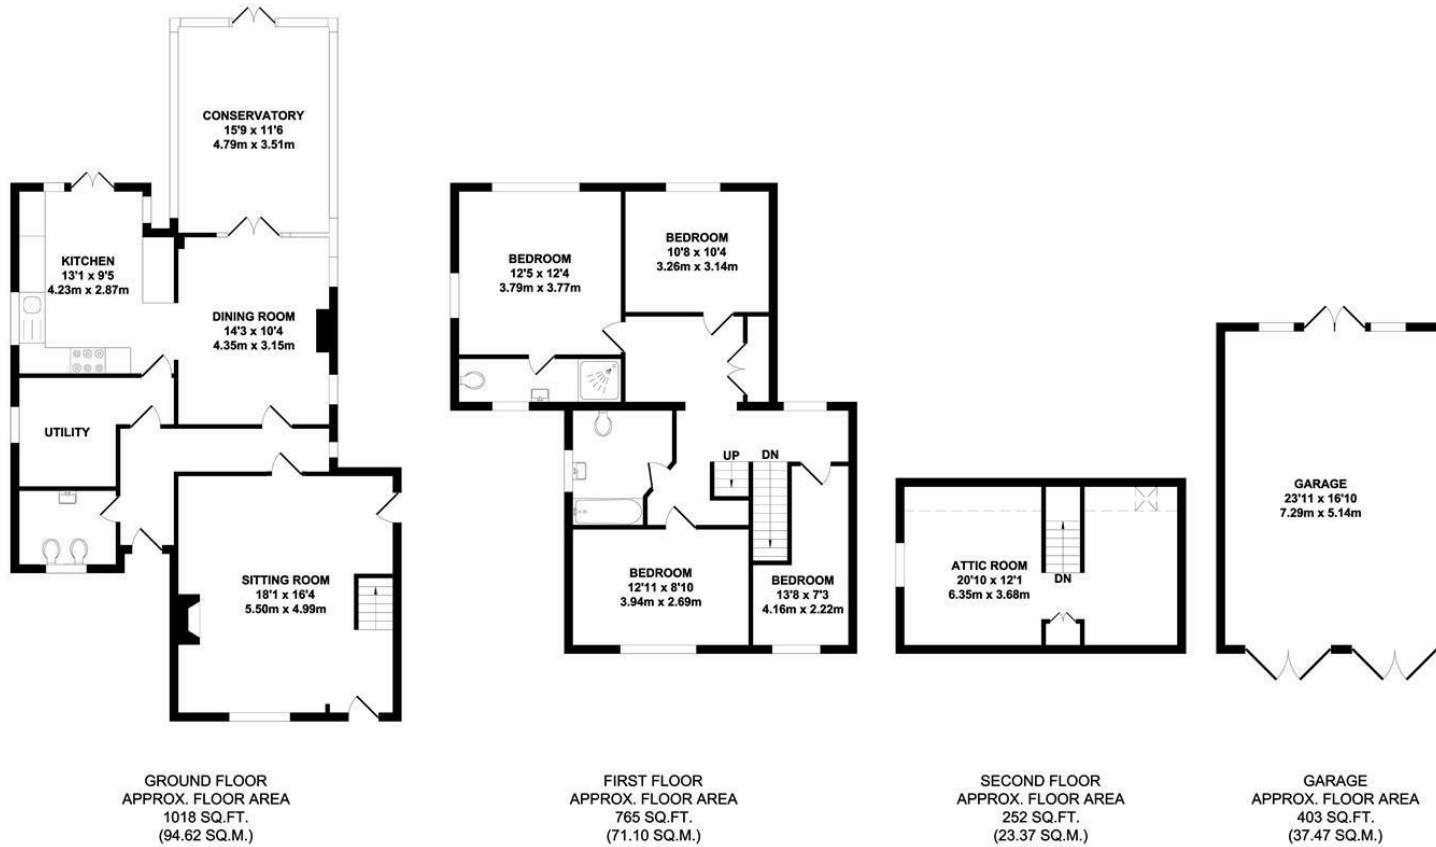 CONSERVATORY
15'9 x 11'6
4.79m x 3.51m
KITCHEN
13'1 x 9'5
4.23m x 2.87m
DINING ROOM
14'3 x 10'4
4.35m x 3.15m
UTILITY
SITTING ROOM
18'1 x 16'4
5.50m x 4.99m
GROUND FLOOR
APPROX. FLOOR AREA
1018 SQ.FT.
(94.62 SQ.M.)
BEDROOM
12'5 x 12'4
3.79m x 3.77m
BEDROOM
10'8 x 10'4
3.26m x 3.14m
UP
DN
BEDROOM
12'11 x 8'10
3.94m x 2.69m
BEDROOM
13'8 x 7'3
4.16m x 2.22m
FIRST FLOOR
APPROX. FLOOR AREA
765 SQ.FT.
(71.10 SQ.M.)
ATTIC ROOM
20'10 x 12'1
6.35m x 3.68m
DN
SECOND FLOOR
APPROX. FLOOR AREA
252 SQ.FT.
(23.37 SQ.M.)
GARAGE
23'11 x 16'10
7.29m x 5.14m
GARAGE
APPROX. FLOOR AREA
403 SQ.FT.
(37.47 SQ.M.)